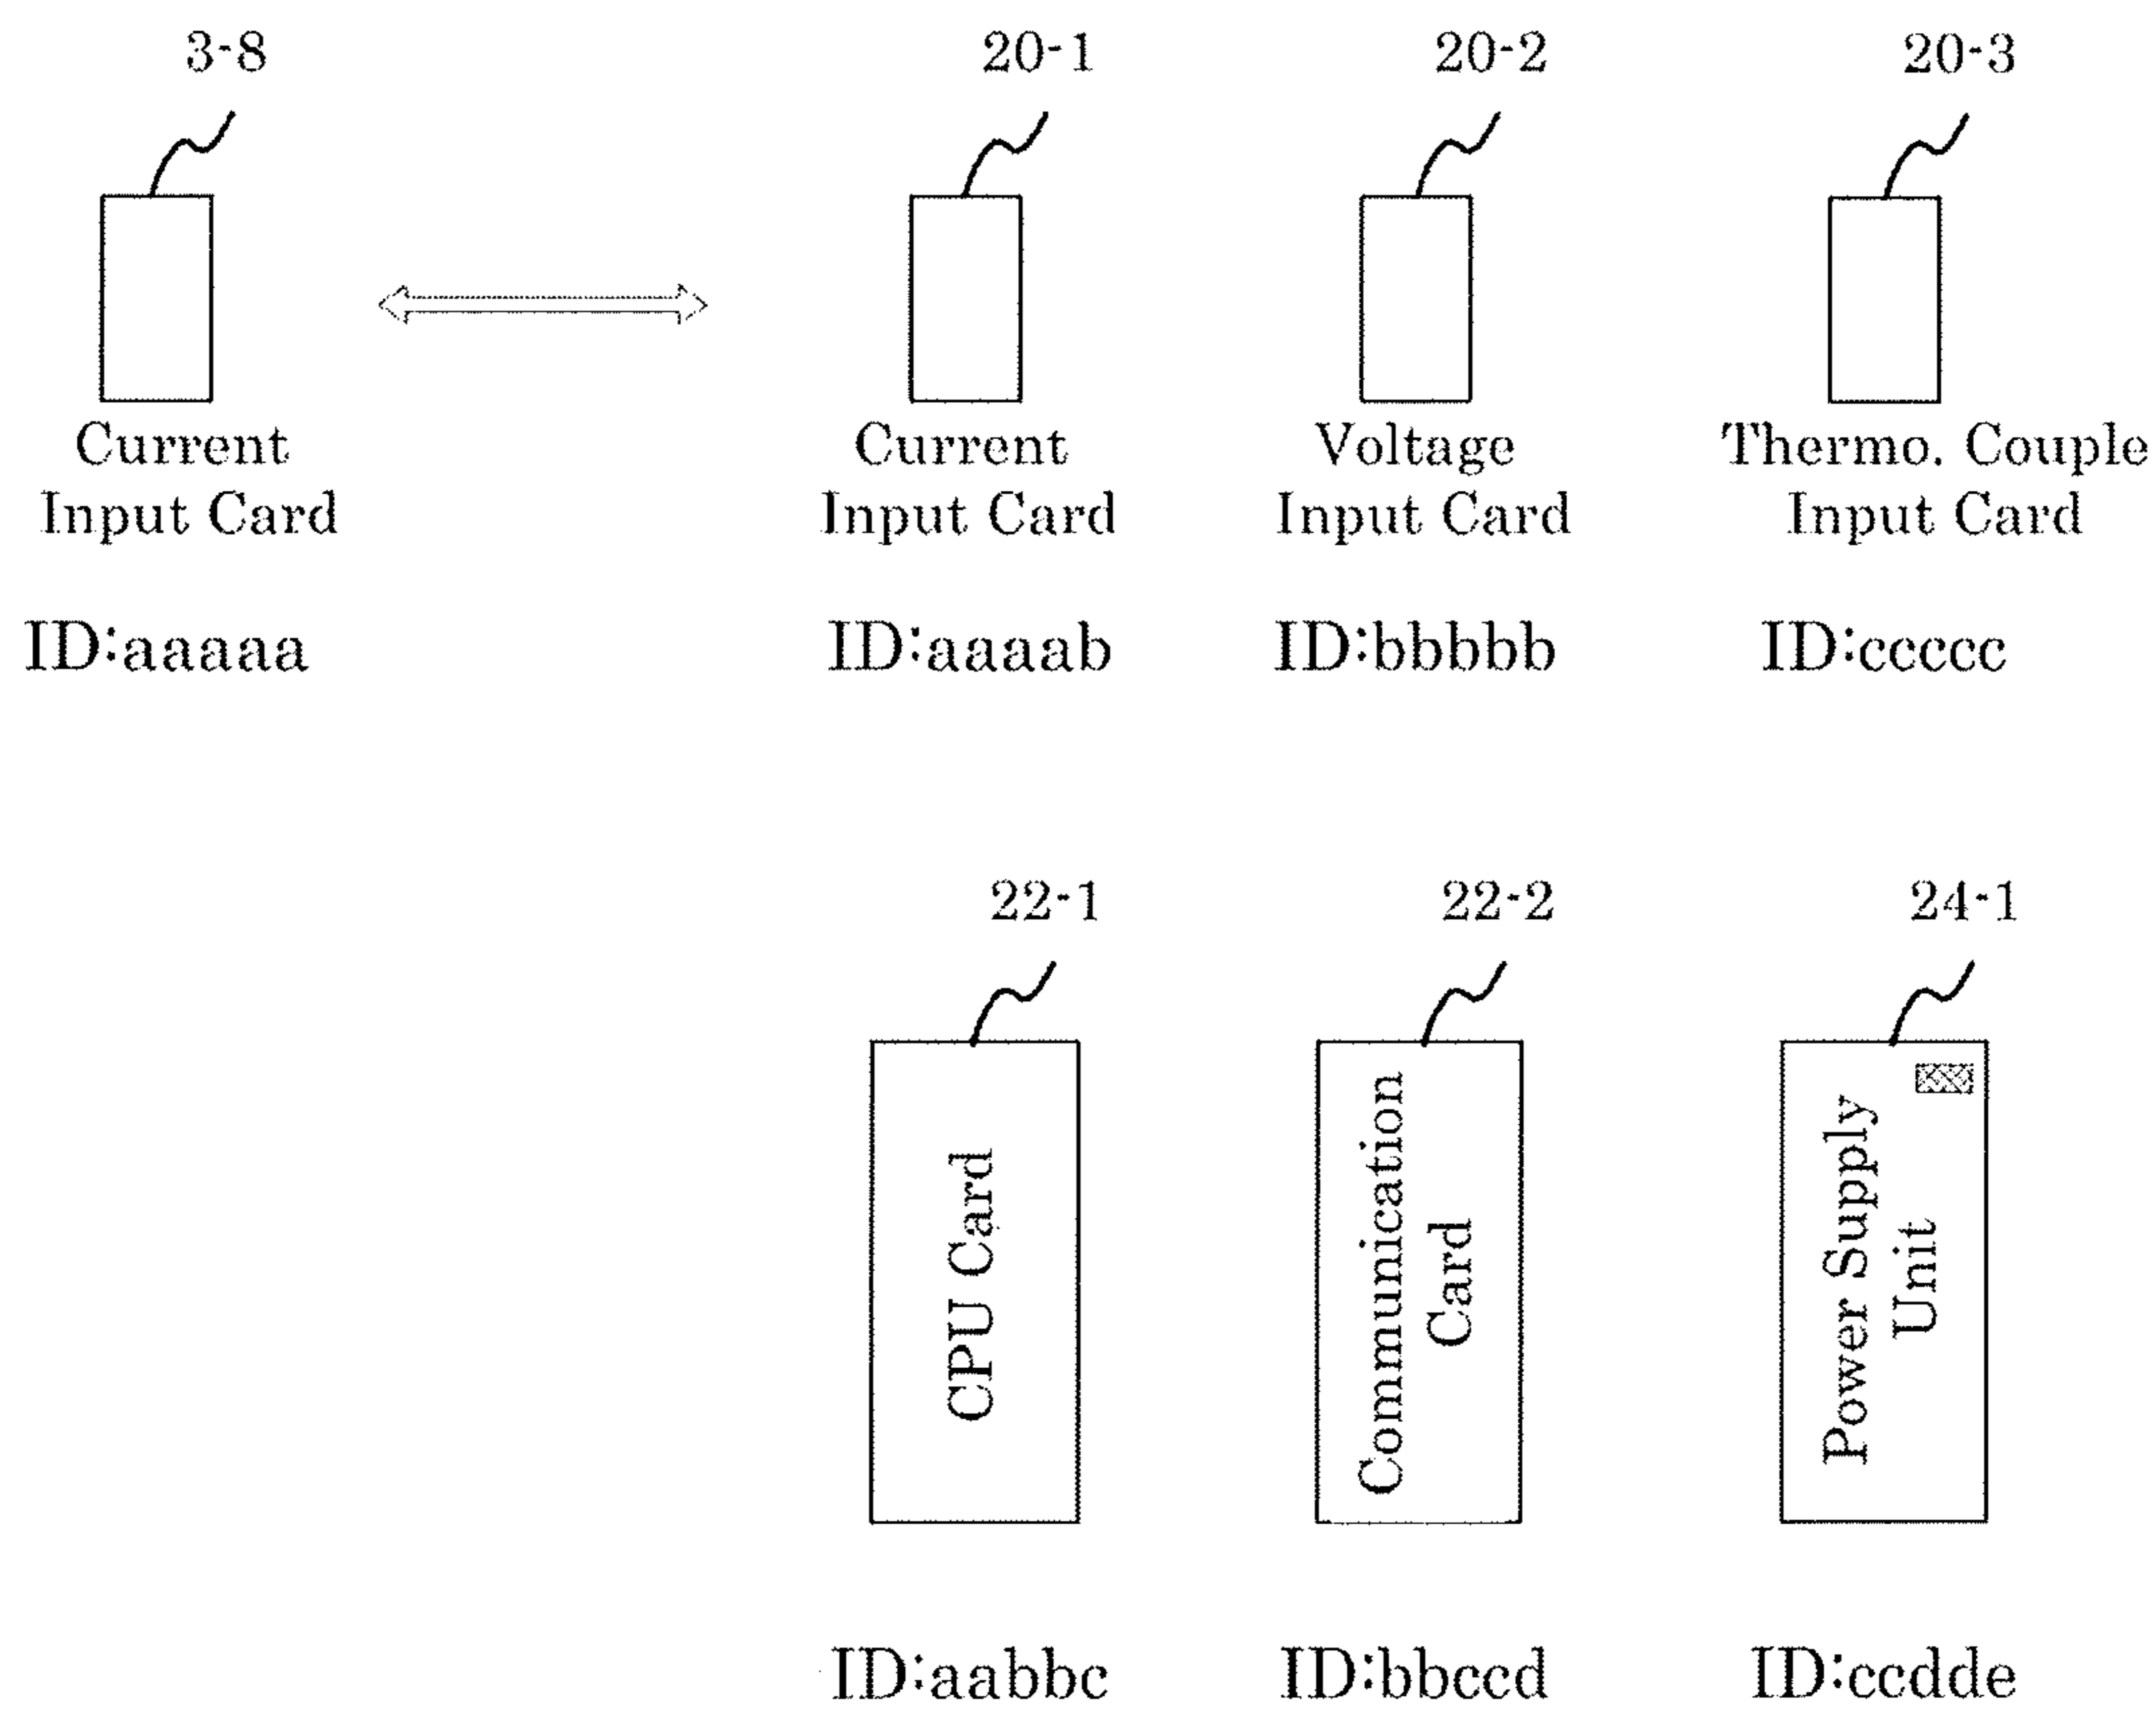 3-8
20-1
20-2
20-3
Current
Input Card
Current
Input Card
Voltage
Input Card
Thermo. Couple
Input Card
ID:aaaaa
ID:aaaab
ID:bbbbb
ID:ccccc
22-1
22-2
24-1
CPU Card
Communication
Card
Power Supply
Unit
ID:aabbc
ID:bbccd
ID:ccdde